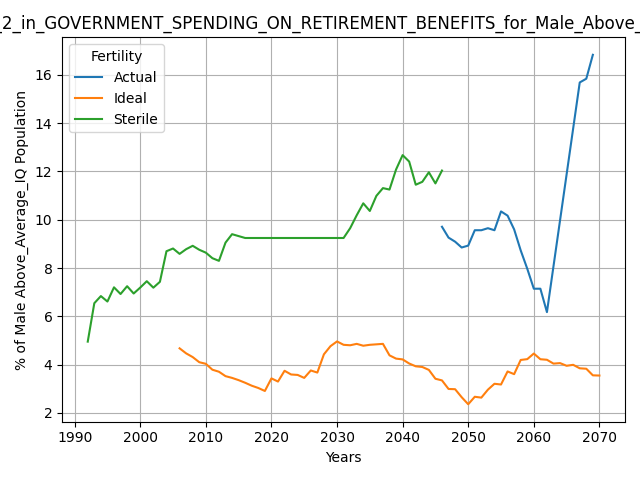 _2_in_GOVERNMENT_SPENDING_ON_RETIREMENT_BENEFITS_for_Male_Above_
Fertility
Actual
Ideal
Sterile
% of Male Above_Average_IQ Population
16
14
12
10
8
6
4
2
1990 2000 2010 2020 2030 2040 2050 2060 2070
Years